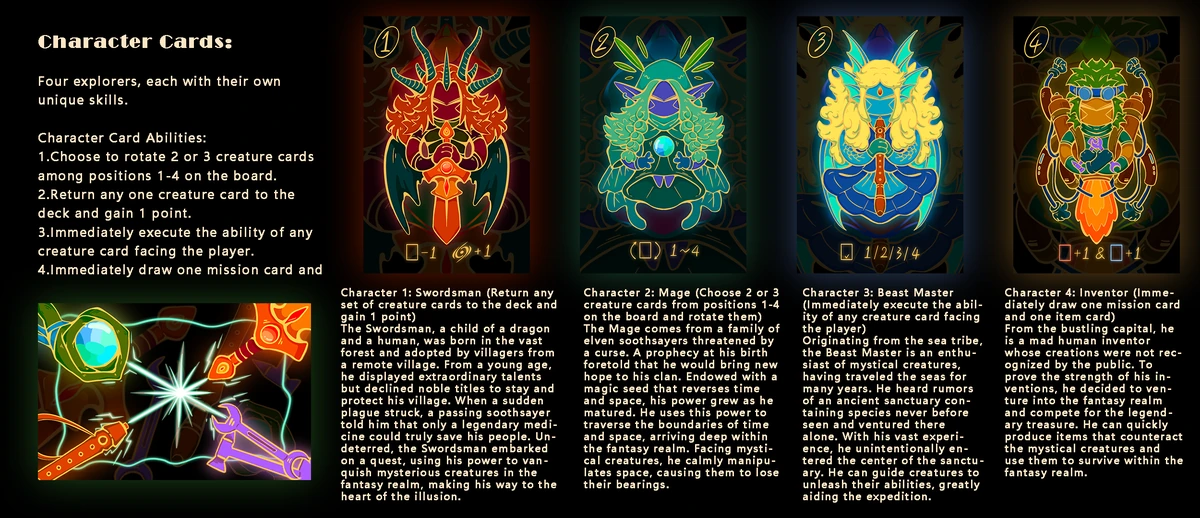 Character Cards:
Four explorers, each with their own
unique skills.
Character Card Abilities:
1.Choose to rotate 2 or 3 creature cards
among positions 1-4 on the board.
2.Return any one creature card to the
deck and gain 1 point.
3.Immediately execute the ability of any
creature card facing the player.
4.Immediately draw one mission card and
1
-1 +1
Character 1: Swordsman (Return any
set of creature cards to the deck and
gain 1 point)
The Swordsman, a child of a dragon
and a human, was born in the vast
forest and adopted by villagers from
a remote village. From a young age,
he displayed extraordinary talents
but declined noble titles to stay and
protect his village. When a sudden
plague struck, a passing soothsayer
told him that only a legendary medi-
cine could truly save his people. Un-
deterred, the Swordsman embarked
on a quest, using his power to van-
quish mysterious creatures in the
fantasy realm, making his way to the
heart of the illusion.
2
( ) 1~4
Character 2: Mage (Choose 2 or 3
creature cards from positions 1-4
on the board and rotate them)
The Mage comes from a family of
elven soothsayers threatened by
a curse. A prophecy at his birth
foretold that he would bring new
hope to his clan. Endowed with a
magic seed that reverses time
and space, his power grew as he
matured. He uses this power to
traverse the boundaries of time
and space, arriving deep within
the fantasy realm. Facing mysti-
cal creatures, he calmly manipu-
lates space, causing them to lose
their bearings.
3
1/2/3/4
Character 3: Beast Master
(Immediately execute the abil-
ity of any creature card facing
the player)
Originating from the sea tribe,
the Beast Master is an enthu-
siast of mystical creatures,
having traveled the seas for
many years. He heard rumors
of an ancient sanctuary con-
taining species never before
seen and ventured there
alone. With his vast experi-
ence, he unintentionally en-
tered the center of the sanctu-
ary. He can guide creatures to
unleash their abilities, greatly
aiding the expedition.
4
+1 & +1
Character 4: Inventor (Imme-
diately draw one mission card
and one item card)
From the bustling capital, he
is a mad human inventor
whose creations were not rec-
ognized by the public. To
prove the strength of his in-
ventions, he decided to ven-
ture into the fantasy realm
and compete for the legend-
ary treasure. He can quickly
produce items that counteract
the mystical creatures and
use them to survive within the
fantasy realm.